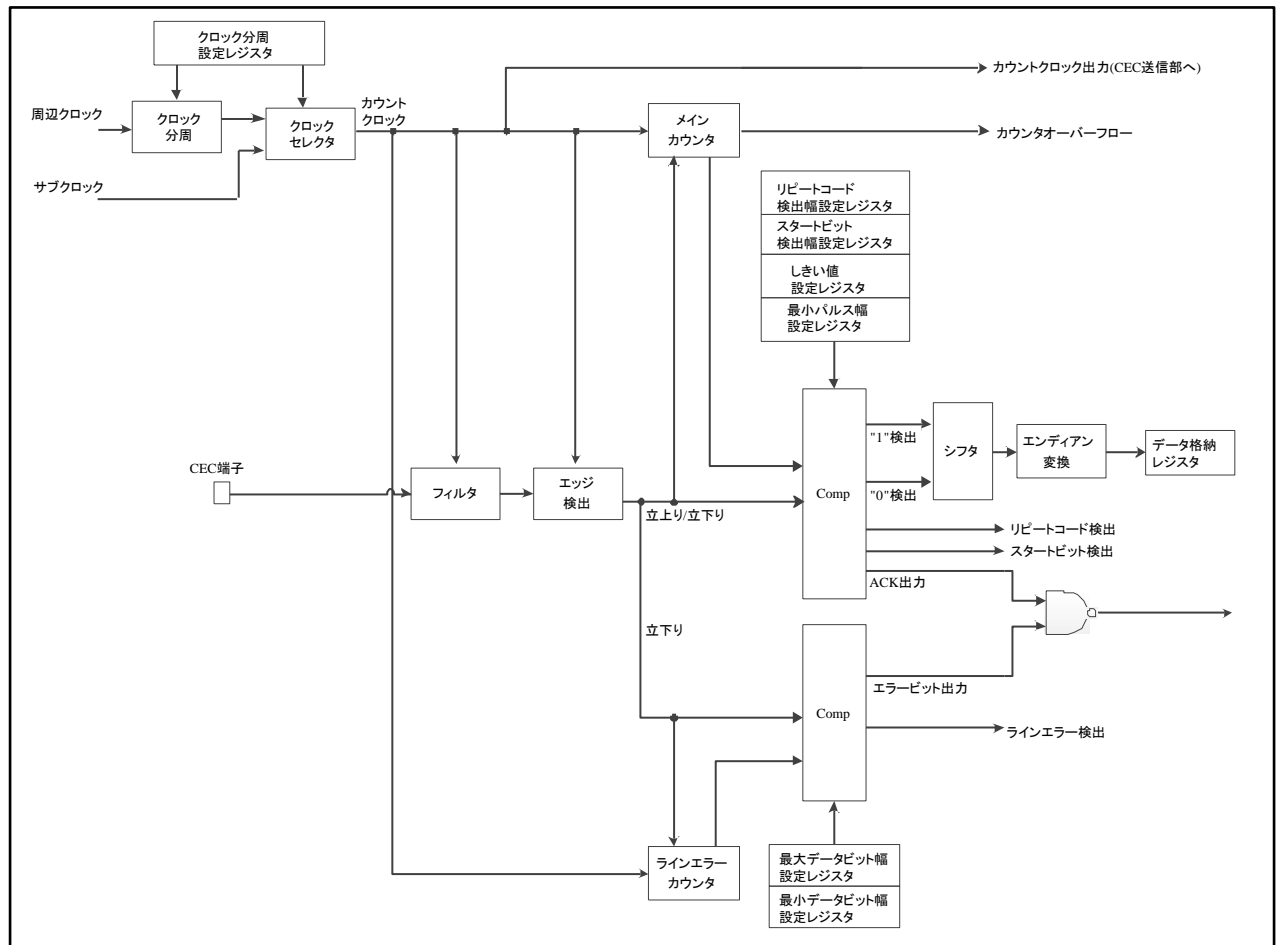 クロック分周
設定レジスタ
カウントクロック出力(CEC送信部へ)
周辺クロック
クロック
分周
クロック
セレクタ
カウント
クロック
メイン
カウンタ
カウンタオーバーフロー
サブクロック
リピートコード
検出幅設定レジスタ
スタートビット
検出幅設定レジスタ
しきい値
設定レジスタ
最小パルス幅
設定レジスタ
CEC端子
フィルタ
エッジ
検出
立上り/立下り
Comp
"1"検出
"0"検出
シフタ
エンディアン
変換
データ格納
レジスタ
リピートコード検出
スタートビット検出
ACK出力
立下り
Comp
エラービット出力
ラインエラー検出
ラインエラー
カウンタ
最大データビット幅
設定レジスタ
最小データビット幅
設定レジスタ